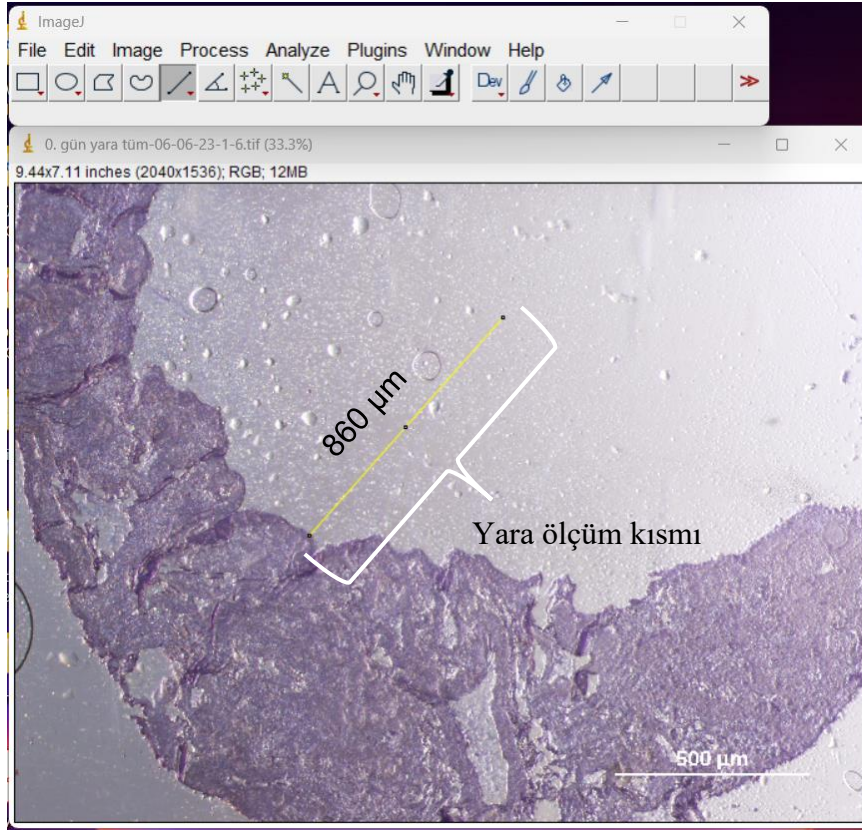 ImageJ
File Edit Image Process Analyze Plugins Window Help
Dev
0. gün yara tüm-06-06-23-1-6.tif (33.3%)
9.44x7.11 inches (2040x1536); RGB; 12MB
860 µm
Yara ölçüm kısmı
500 µm